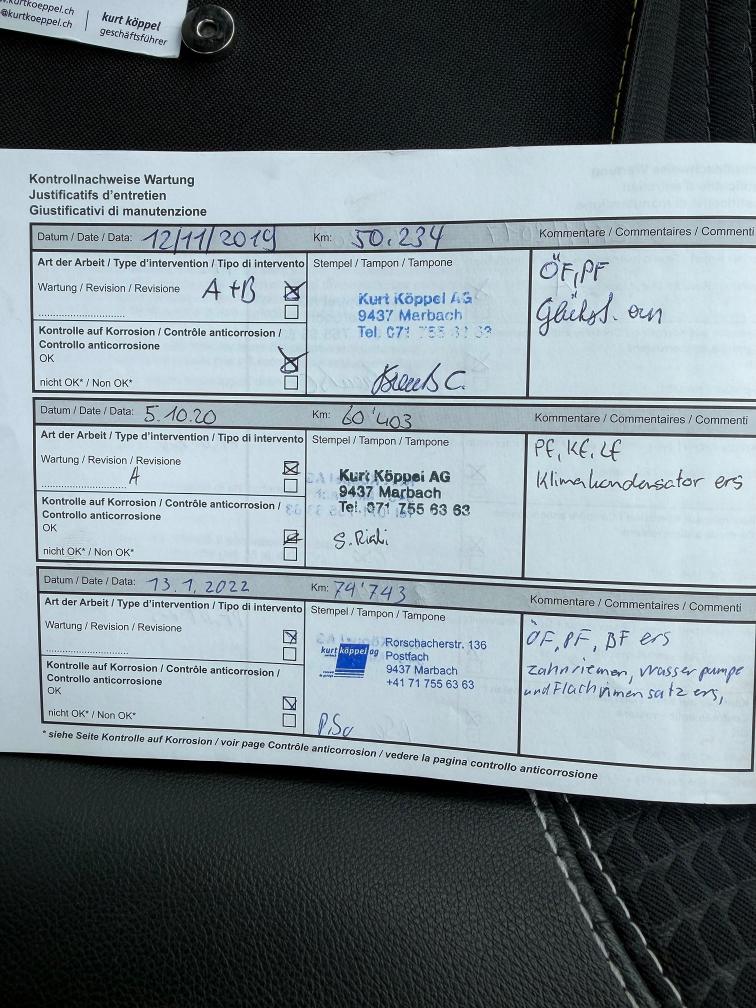 .kurtkoeppel.ch
@kurtkoeppel.ch
kurt köppel
geschäftsführer
Kontrollnachweise Wartung
Justificatifs d'entretien
Giustificativi di manutenzione
Datum / Date / Data: 12/11/2019 Km: 50.234 Kommentare / Commentaires / Commenti
Art der Arbeit / Type d'intervention / Tipo di intervento
Wartung / Revision / Revisione A+B
Kontrolle auf Korrosion / Contrôle anticorrosion /
Controllo anticorrosione
OK
nicht OK* / Non OK*
Stempel / Tampon / Tampone
Kurt Köppel AG
9437 Marbach
Tel. 071 755
ÖF, PF
Datum / Date / Data: 5.10.20 Km: 60'403 Kommentare / Commentaires / Commenti
Art der Arbeit / Type d'intervention / Tipo di intervento
Wartung / Revision / Revisione
A
Kontrolle auf Korrosion / Contrôle anticorrosion /
Controllo anticorrosione
OK
nicht OK* / Non OK*
Stempel / Tampon / Tampone
Kurt Köppel AG
9437 Marbach
Tel. 071 755 63 63
PF, KF, LF
Klimakondensator ers
Datum / Date / Data: 13.1.2022 Km: 74'743 Kommentare / Commentaires / Commenti
Art der Arbeit / Type d'intervention / Tipo di intervento
Wartung / Revision / Revisione
Kontrolle auf Korrosion / Contrôle anticorrosion /
Controllo anticorrosione
OK
nicht OK* / Non OK*
Stempel / Tampon / Tampone
kurt köppel ag
Rorschacherstr. 136
Postfach
9437 Marbach
+41 71 755 63 63
ÖF, PF, BF ers
Zahnriemen, Wasserpumpe
und Flachrimensatz ers,
* siehe Seite Kontrolle auf Korrosion / voir page Contrôle anticorrosion / vedere la pagina controllo anticorrosione